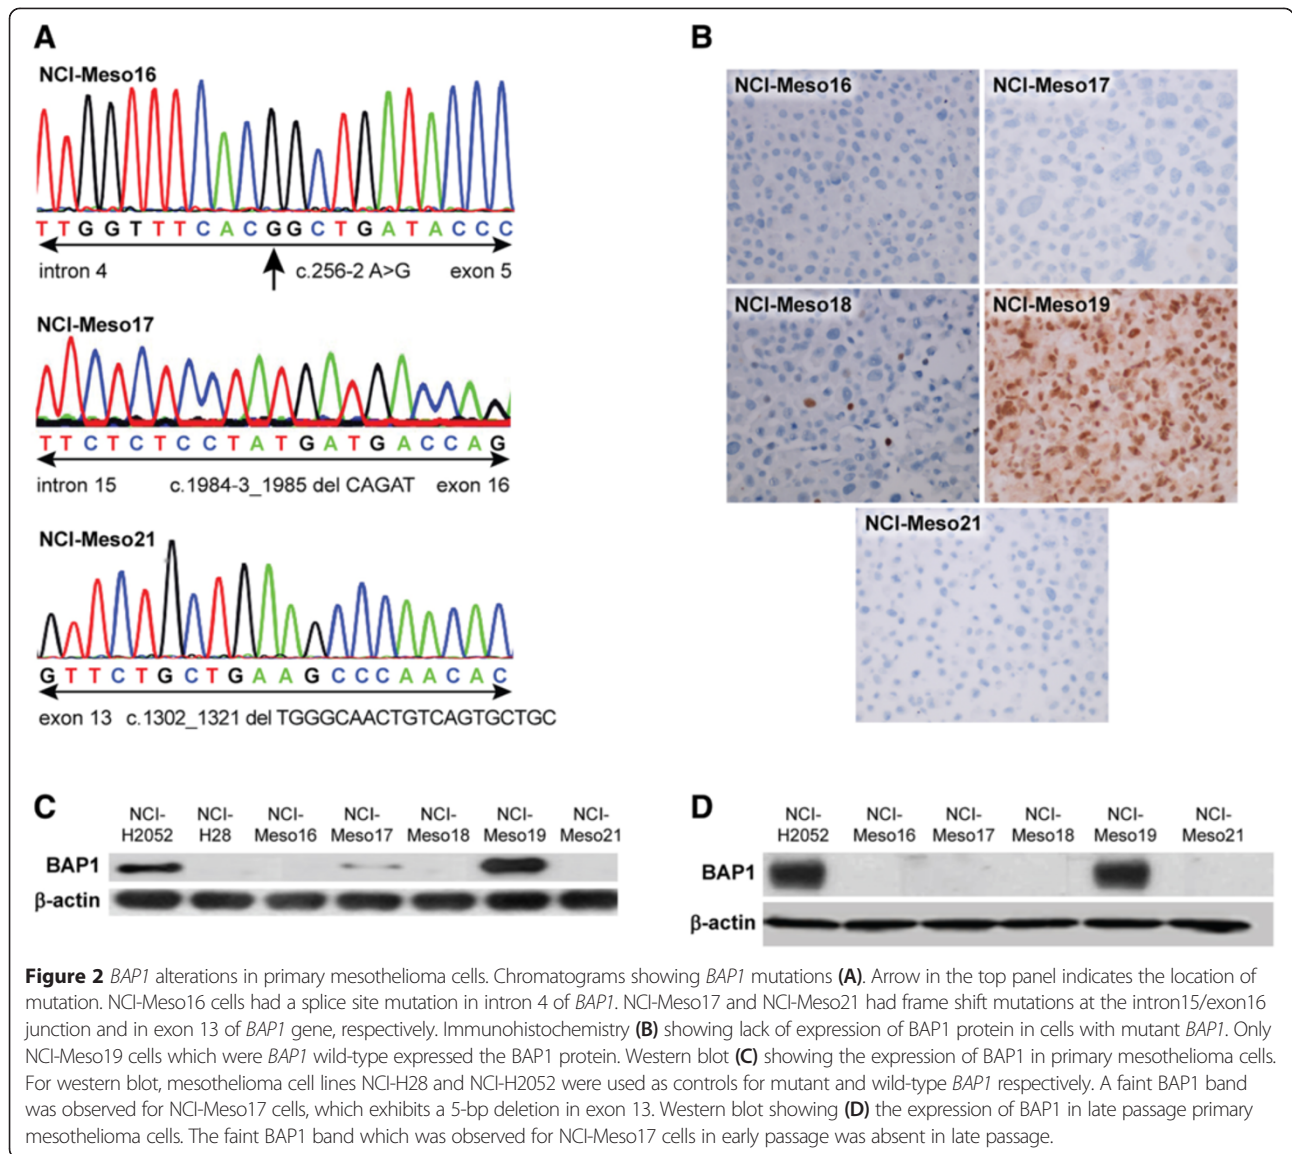 A
NCI-Meso16
T T G G T T T C A C G G C T G A T A C C C
intron 4
c.256-2 A>G
exon 5
NCI-Meso17
T T C T C T C C T A T G A T G A C C A G
intron 15
c.1984-3_1985 del CAGAT
exon 16
NCI-Meso21
G T T C T G C T G A A G C C C A A C A C
exon 13 c.1302_1321 del TGGGCAACTGTCAGTGCTGC
B
NCI-Meso16
NCI-Meso17
NCI-Meso18
NCI-Meso19
NCI-Meso21
C
NCI-
H2052
NCI-
H28
NCI-
Meso16
NCI-
Meso17
NCI-
Meso18
NCI-
Meso19
NCI-
Meso21
BAP1
β-actin
D
NCI-
H2052
NCI-
Meso16
NCI-
Meso17
NCI-
Meso18
NCI-
Meso19
NCI-
Meso21
BAP1
β-actin
Figure 2 BAP1 alterations in primary mesothelioma cells. Chromatograms showing BAP1 mutations (A). Arrow in the top panel indicates the location of
mutation. NCI-Meso16 cells had a splice site mutation in intron 4 of BAP1. NCI-Meso17 and NCI-Meso21 had frame shift mutations at the intron15/exon16
junction and in exon 13 of BAP1 gene, respectively. Immunohistochemistry (B) showing lack of expression of BAP1 protein in cells with mutant BAP1. Only
NCI-Meso19 cells which were BAP1 wild-type expressed the BAP1 protein. Western blot (C) showing the expression of BAP1 in primary mesothelioma cells.
For western blot, mesothelioma cell lines NCI-H28 and NCI-H2052 were used as controls for mutant and wild-type BAP1 respectively. A faint BAP1 band
was observed for NCI-Meso17 cells, which exhibits a 5-bp deletion in exon 13. Western blot showing (D) the expression of BAP1 in late passage primary
mesothelioma cells. The faint BAP1 band which was observed for NCI-Meso17 cells in early passage was absent in late passage.